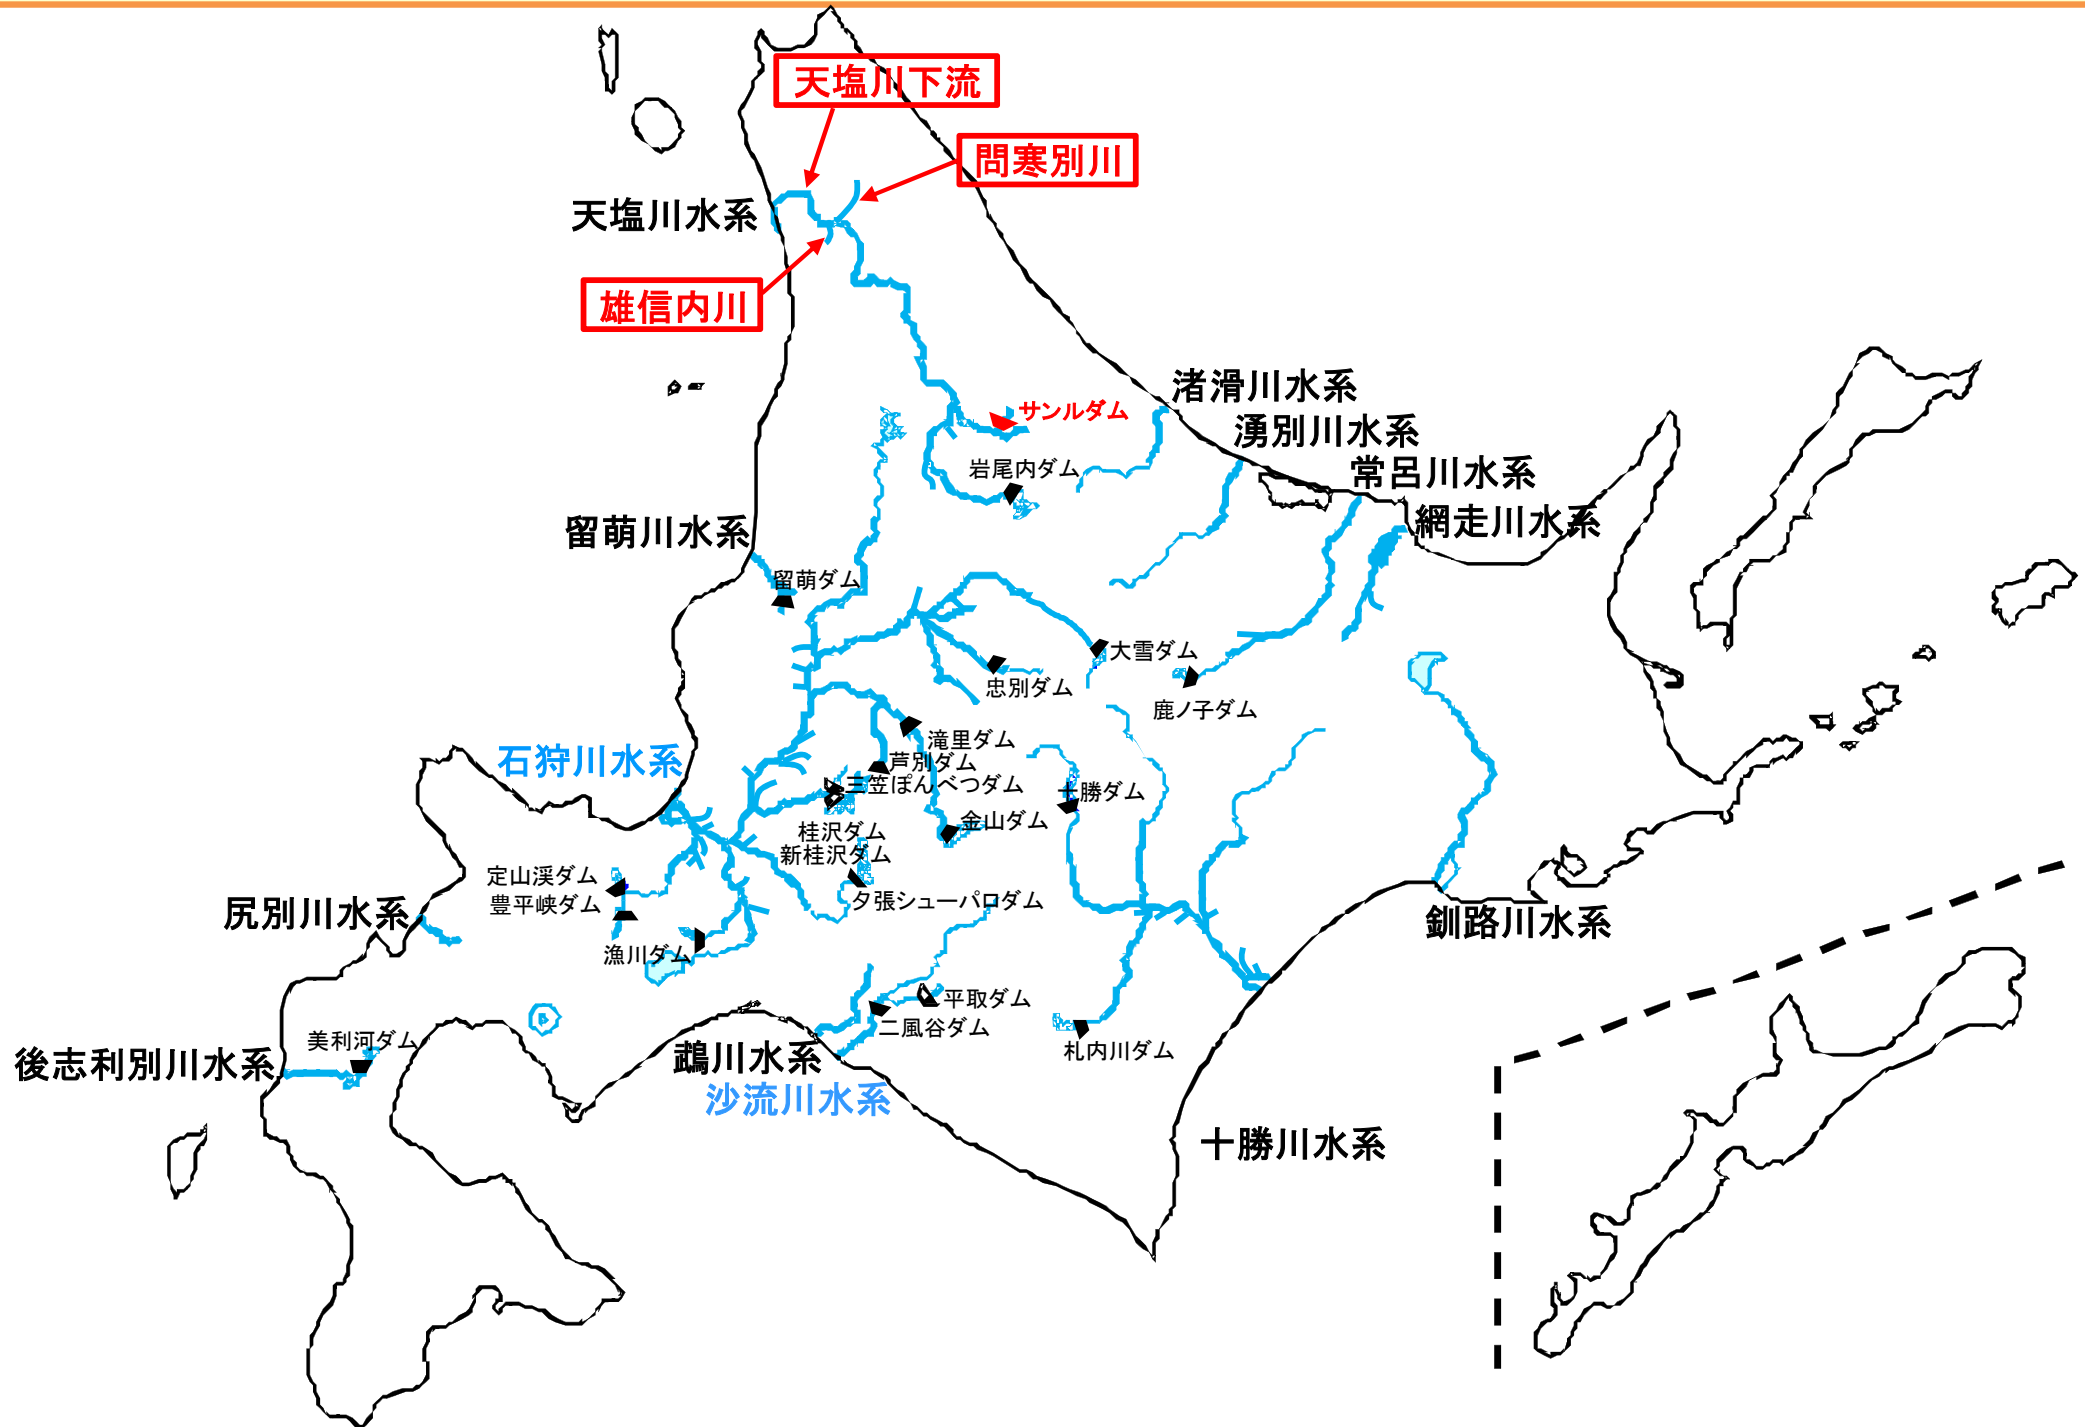 天塩川下流
問寒別川
天塩川水系
雄信内川
渚滑川水系
サンルダム
湧別川水系
岩尾内ダム
常呂川水系
網走川水系
留萌川水系
留萌ダム
大雪ダム
忠別ダム
鹿ノ子ダム
滝里ダム
石狩川水系
芦別ダム
三笠ぽんべつダム
十勝ダム
金山ダム
桂沢ダム
新桂沢ダム
定山渓ダム
豊平峡ダム
夕張シューパロダム
尻別川水系
釧路川水系
漁川ダム
平取ダム
二風谷ダム
美利河ダム
札内川ダム
後志利別川水系
鵡川水系
沙流川水系
十勝川水系